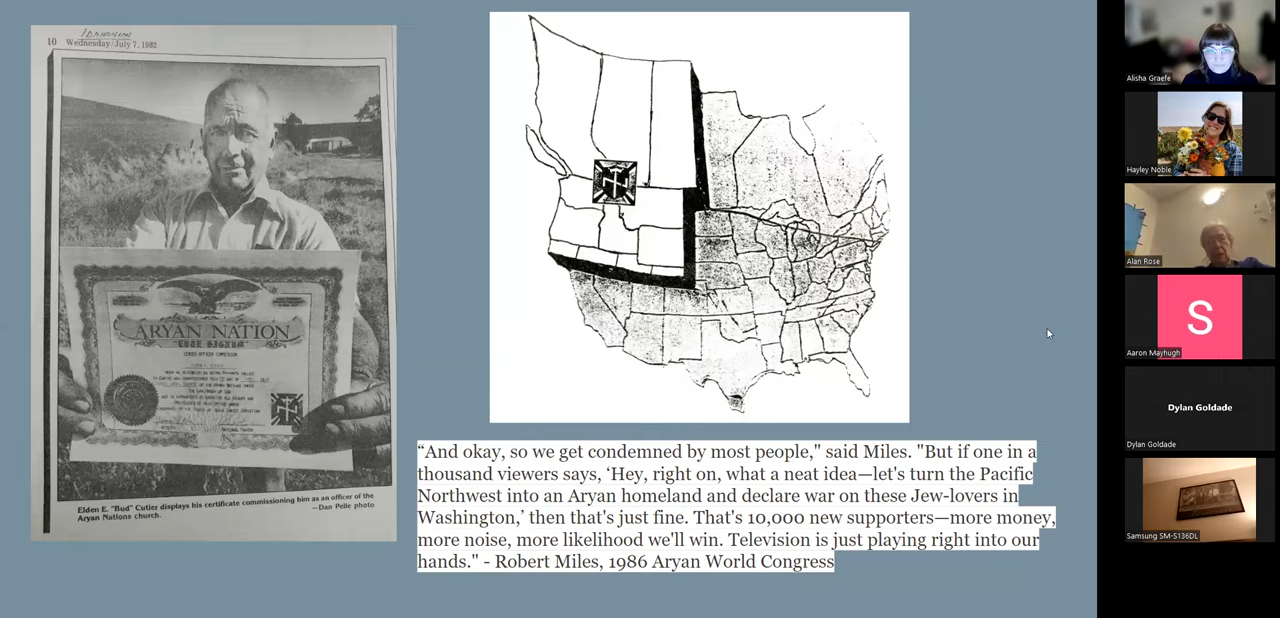 IDAHONIAN
10 Wednesday/July 7, 1982
ARYAN NATION
Elden E. "Bud" Cutler displays his certificate commissioning him as an officer of the
Aryan Nations church.
—Dan Pelle photo
“And okay, so we get condemned by most people," said Miles. "But if one in a
thousand viewers says, ‘Hey, right on, what a neat idea—let's turn the Pacific
Northwest into an Aryan homeland and declare war on these Jew-lovers in
Washington,’ then that's just fine. That's 10,000 new supporters—more money,
more noise, more likelihood we'll win. Television is just playing right into our
hands." - Robert Miles, 1986 Aryan World Congress
Alisha Graefe
Hayley Noble
Alan Rose
S
Aaron Mayhugh
Dylan Goldade
Dylan Goldade
Samsung SM-S136DL